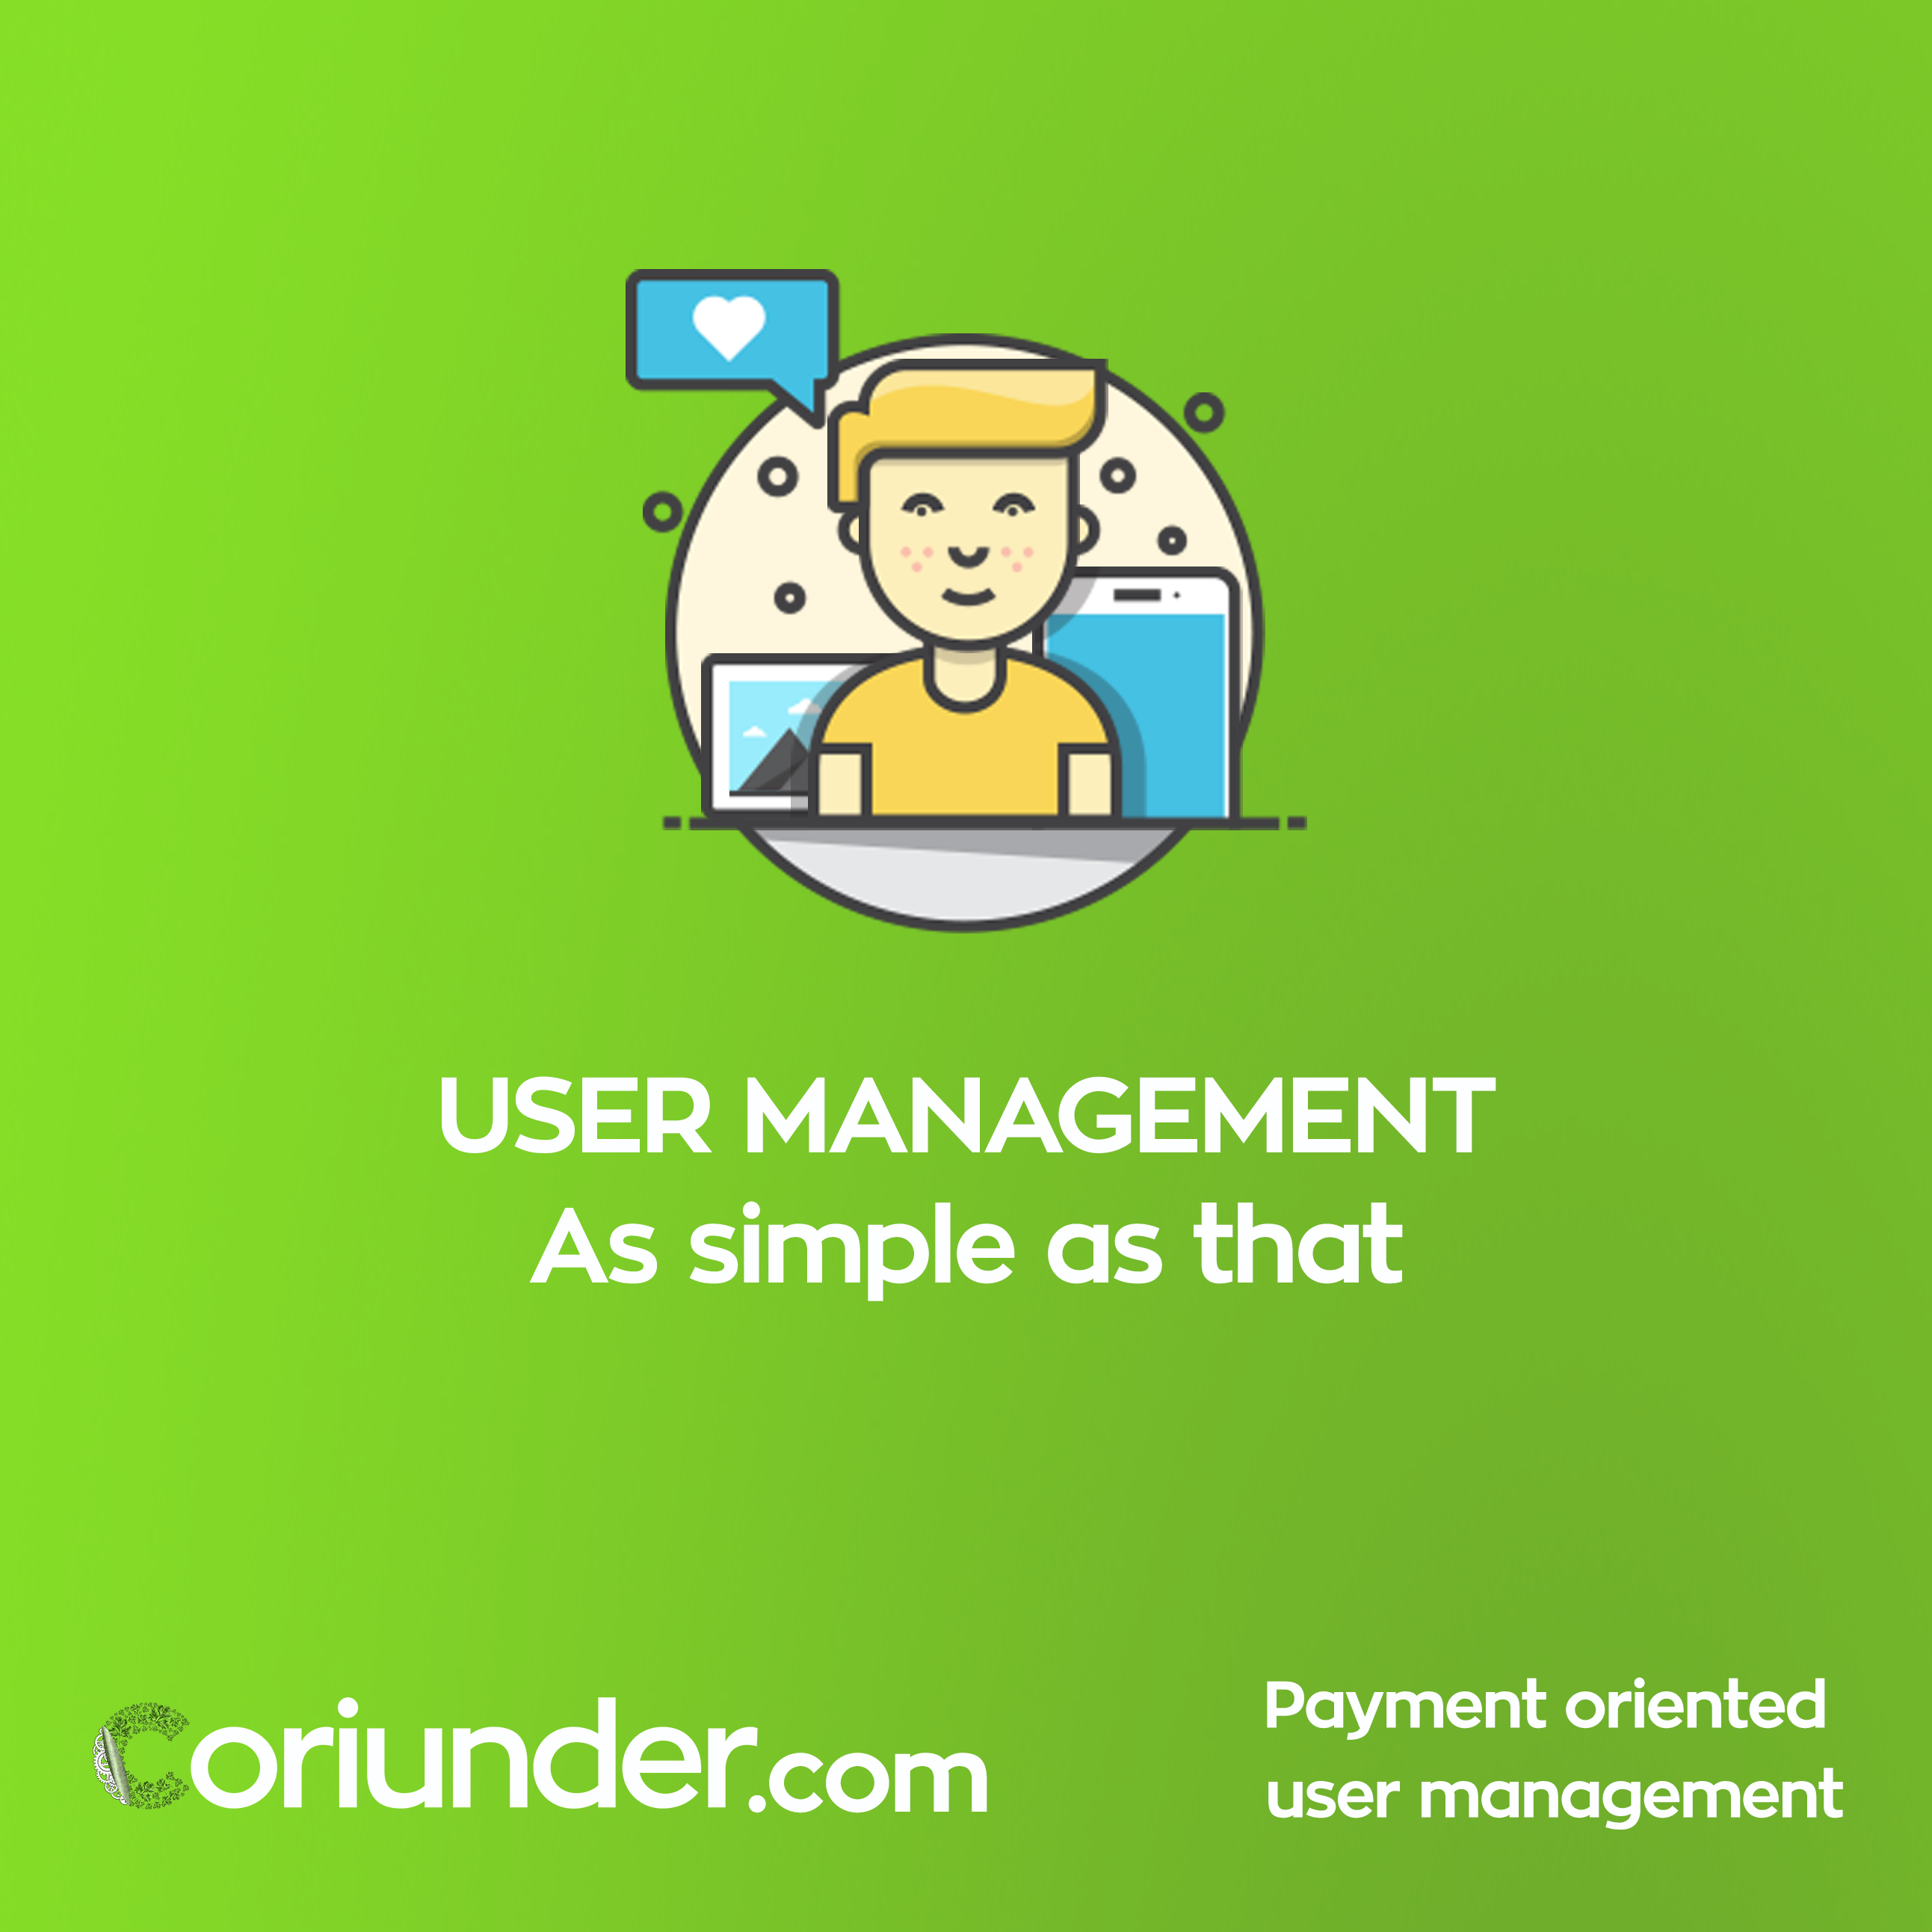 USER MANAGEMENT
As simple as that
Coriunder.com
Payment oriented
user management